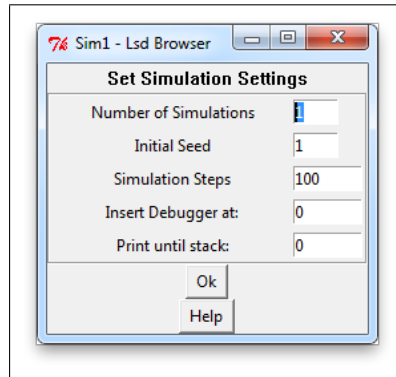 Sim1 - Lsd Browser
Set Simulation Settings
Number of Simulations 1
Initial Seed 1
Simulation Steps 100
Insert Debugger at: 0
Print until stack: 0
Ok
Help